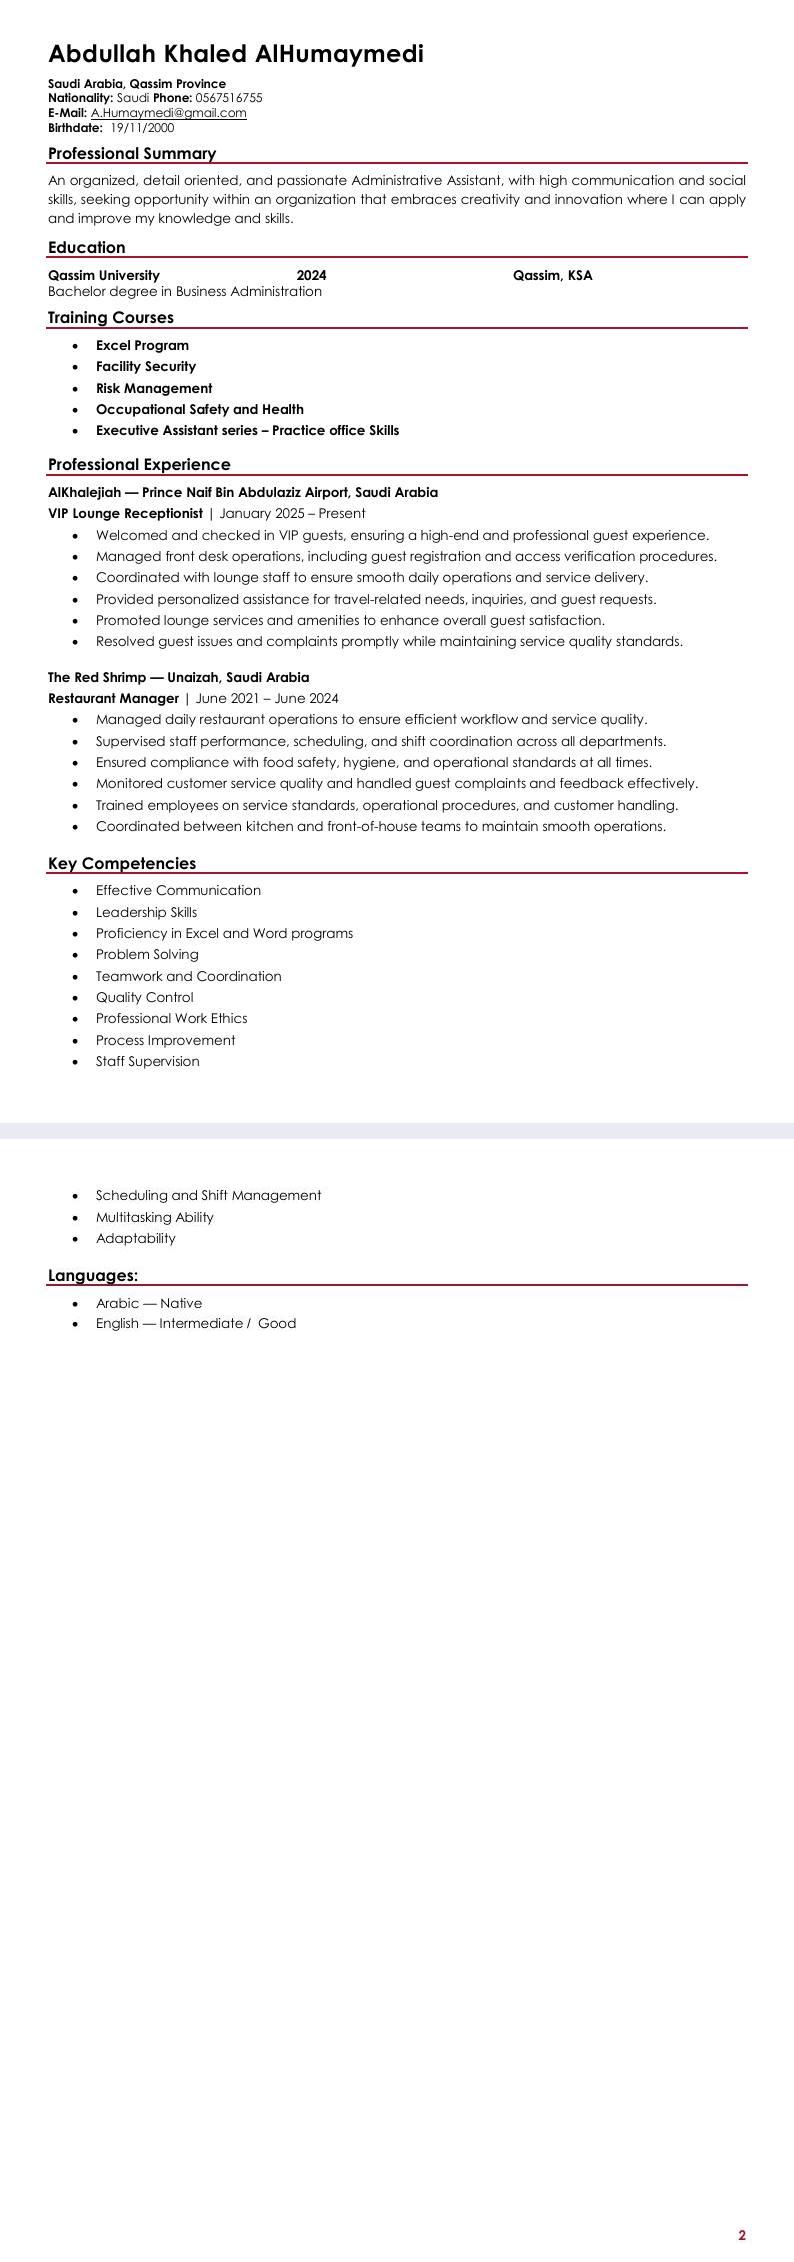 Abdullah Khaled AlHumaymedi
Saudi Arabia, Qassim Province
Nationality: Saudi Phone: 0567516755
E-Mail: A.Humaymedi@gmail.com
Birthdate: 19/11/2000
Professional Summary
An organized, detail oriented, and passionate Administrative Assistant, with high communication and social
skills, seeking opportunity within an organization that embraces creativity and innovation where I can apply
and improve my knowledge and skills.
Education
Qassim University 2024 Qassim, KSA
Bachelor degree in Business Administration
Training Courses
• Excel Program
• Facility Security
• Risk Management
• Occupational Safety and Health
• Executive Assistant series – Practice office Skills
Professional Experience
AlKhalejiah — Prince Naif Bin Abdulaziz Airport, Saudi Arabia
VIP Lounge Receptionist | January 2025 – Present
• Welcomed and checked in VIP guests, ensuring a high-end and professional guest experience.
• Managed front desk operations, including guest registration and access verification procedures.
• Coordinated with lounge staff to ensure smooth daily operations and service delivery.
• Provided personalized assistance for travel-related needs, inquiries, and guest requests.
• Promoted lounge services and amenities to enhance overall guest satisfaction.
• Resolved guest issues and complaints promptly while maintaining service quality standards.
The Red Shrimp — Unaizah, Saudi Arabia
Restaurant Manager | June 2021 – June 2024
• Managed daily restaurant operations to ensure efficient workflow and service quality.
• Supervised staff performance, scheduling, and shift coordination across all departments.
• Ensured compliance with food safety, hygiene, and operational standards at all times.
• Monitored customer service quality and handled guest complaints and feedback effectively.
• Trained employees on service standards, operational procedures, and customer handling.
• Coordinated between kitchen and front-of-house teams to maintain smooth operations.
Key Competencies
• Effective Communication
• Leadership Skills
• Proficiency in Excel and Word programs
• Problem Solving
• Teamwork and Coordination
• Quality Control
• Professional Work Ethics
• Process Improvement
• Staff Supervision
• Scheduling and Shift Management
• Multitasking Ability
• Adaptability
Languages:
• Arabic — Native
• English — Intermediate / Good
2